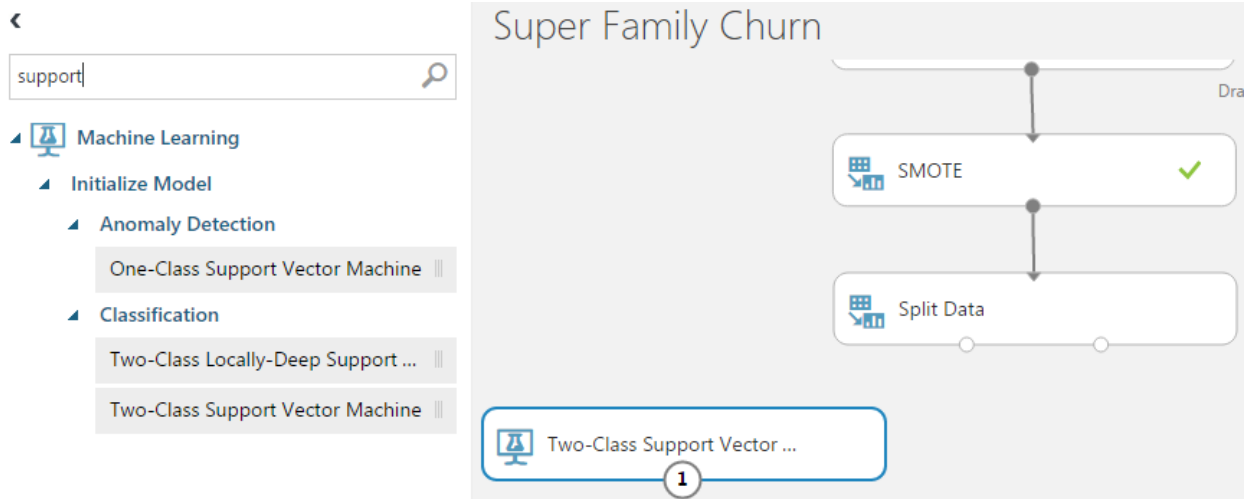 support
Machine Learning
Initialize Model
Anomaly Detection
One-Class Support Vector Machine
Classification
Two-Class Locally-Deep Support ...
Two-Class Support Vector Machine
Super Family Churn
Dra
SMOTE
Split Data
Two-Class Support Vector ...
1